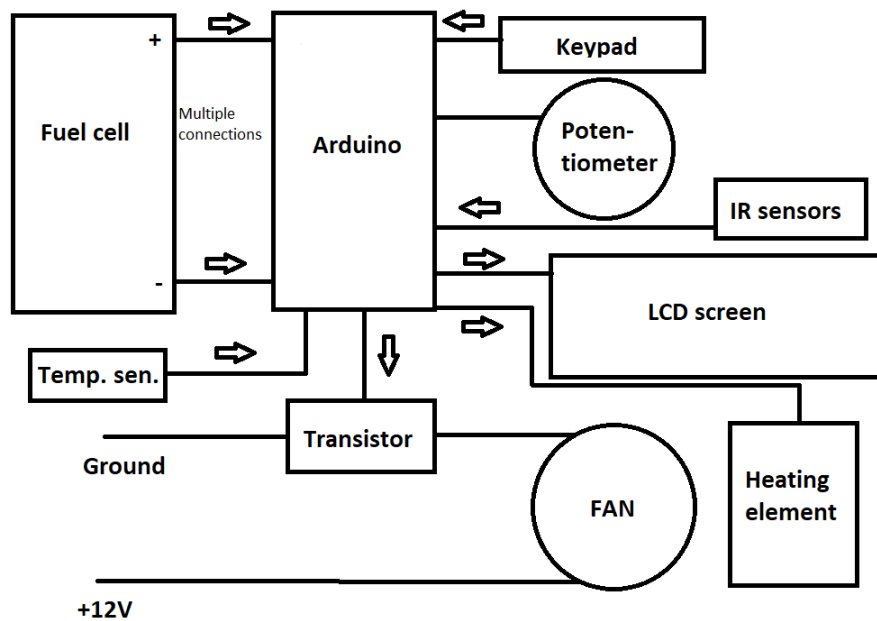 +
Fuel cell
Multiple
connections
-
Arduino
Keypad
Poten-
tiometer
IR sensors
LCD screen
Temp. sen.
Transistor
Ground
FAN
Heating
element
+12V